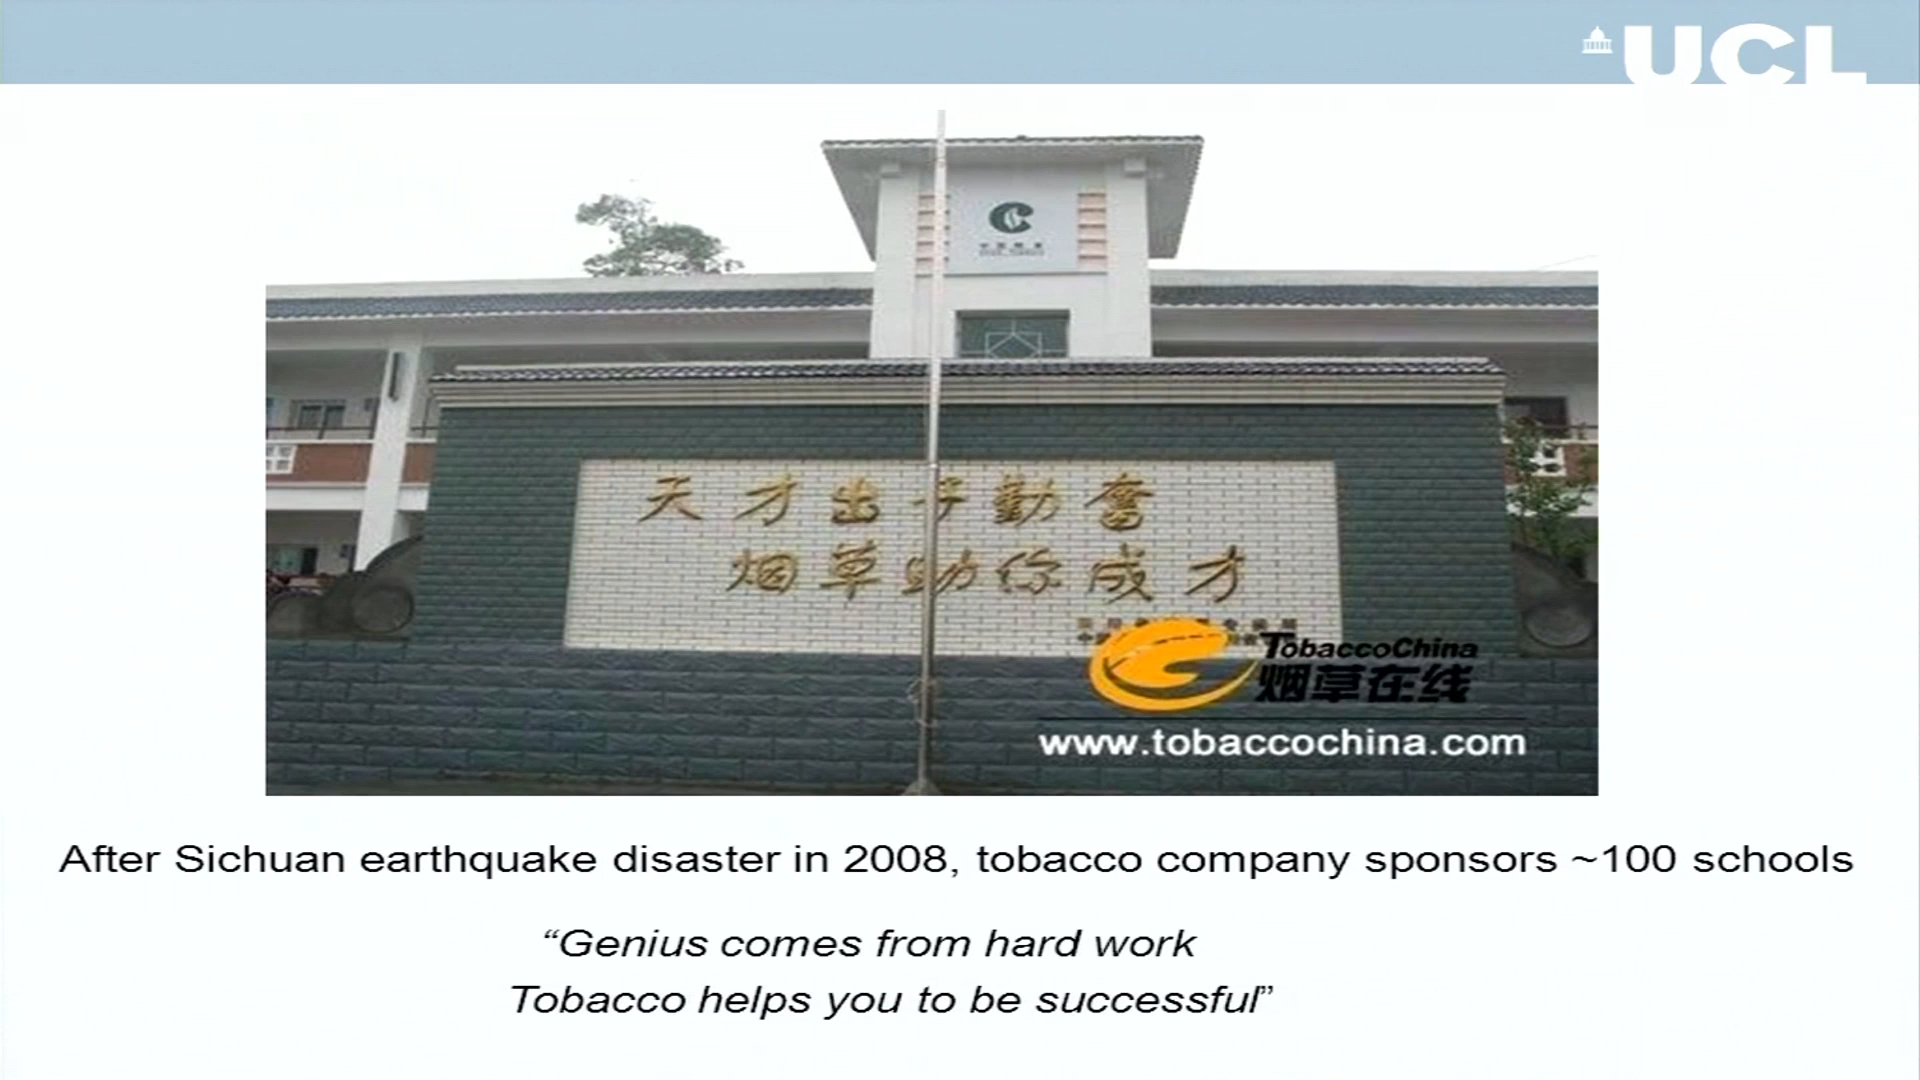 UCL
天才出于勤奋
烟草助你成才
TobaccoChina
烟草在线
www.tobaccochina.com
After Sichuan earthquake disaster in 2008, tobacco company sponsors ~100 schools
“Genius comes from hard work
Tobacco helps you to be successful”